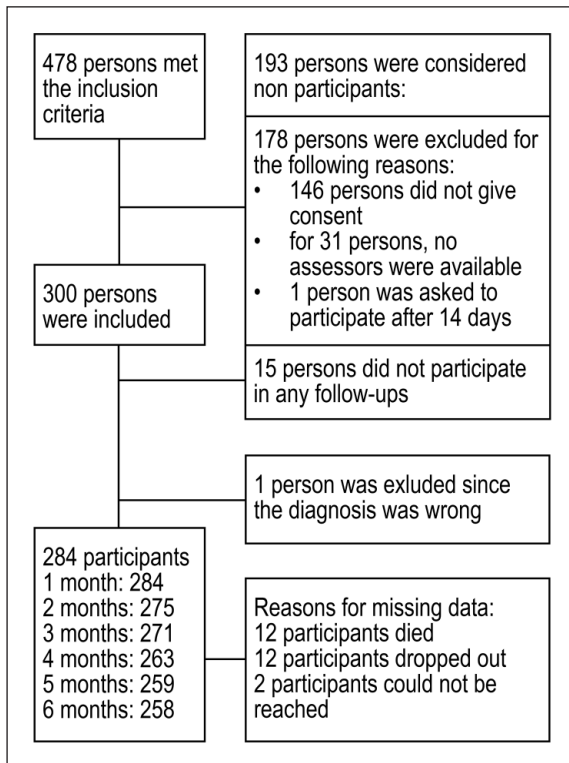 478 persons met
the inclusion
criteria
193 persons were considered
non participants:
178 persons were excluded for
the following reasons:
• 146 persons did not give
consent
• for 31 persons, no
assessors were available
• 1 person was asked to
participate after 14 days
300 persons
were included
15 persons did not participate
in any follow-ups
1 person was exluded since
the diagnosis was wrong
284 participants
1 month: 284
2 months: 275
3 months: 271
4 months: 263
5 months: 259
6 months: 258
Reasons for missing data:
12 participants died
12 participants dropped out
2 participants could not be
reached